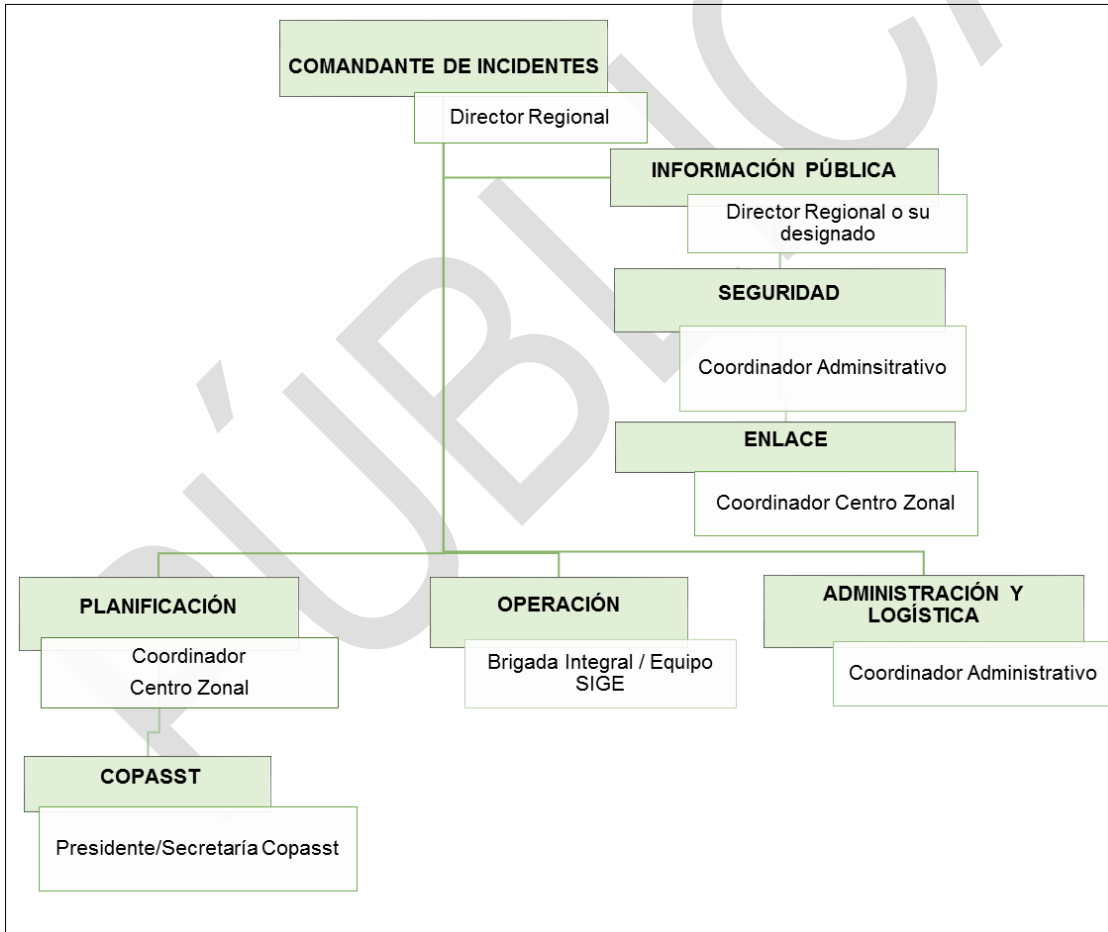 COMANDANTE DE INCIDENTES
Director Regional
INFORMACIÓN PÚBLICA
Director Regional o su
designado
SEGURIDAD
Coordinador Adminsitrativo
ENLACE
Coordinador Centro Zonal
PLANIFICACIÓN
Coordinador
Centro Zonal
OPERACIÓN
Brigada Integral / Equipo
SIGE
ADMINISTRACIÓN Y
LOGÍSTICA
Coordinador Administrativo
COPASST
Presidente/Secretaría Copasst
PÚBLICA